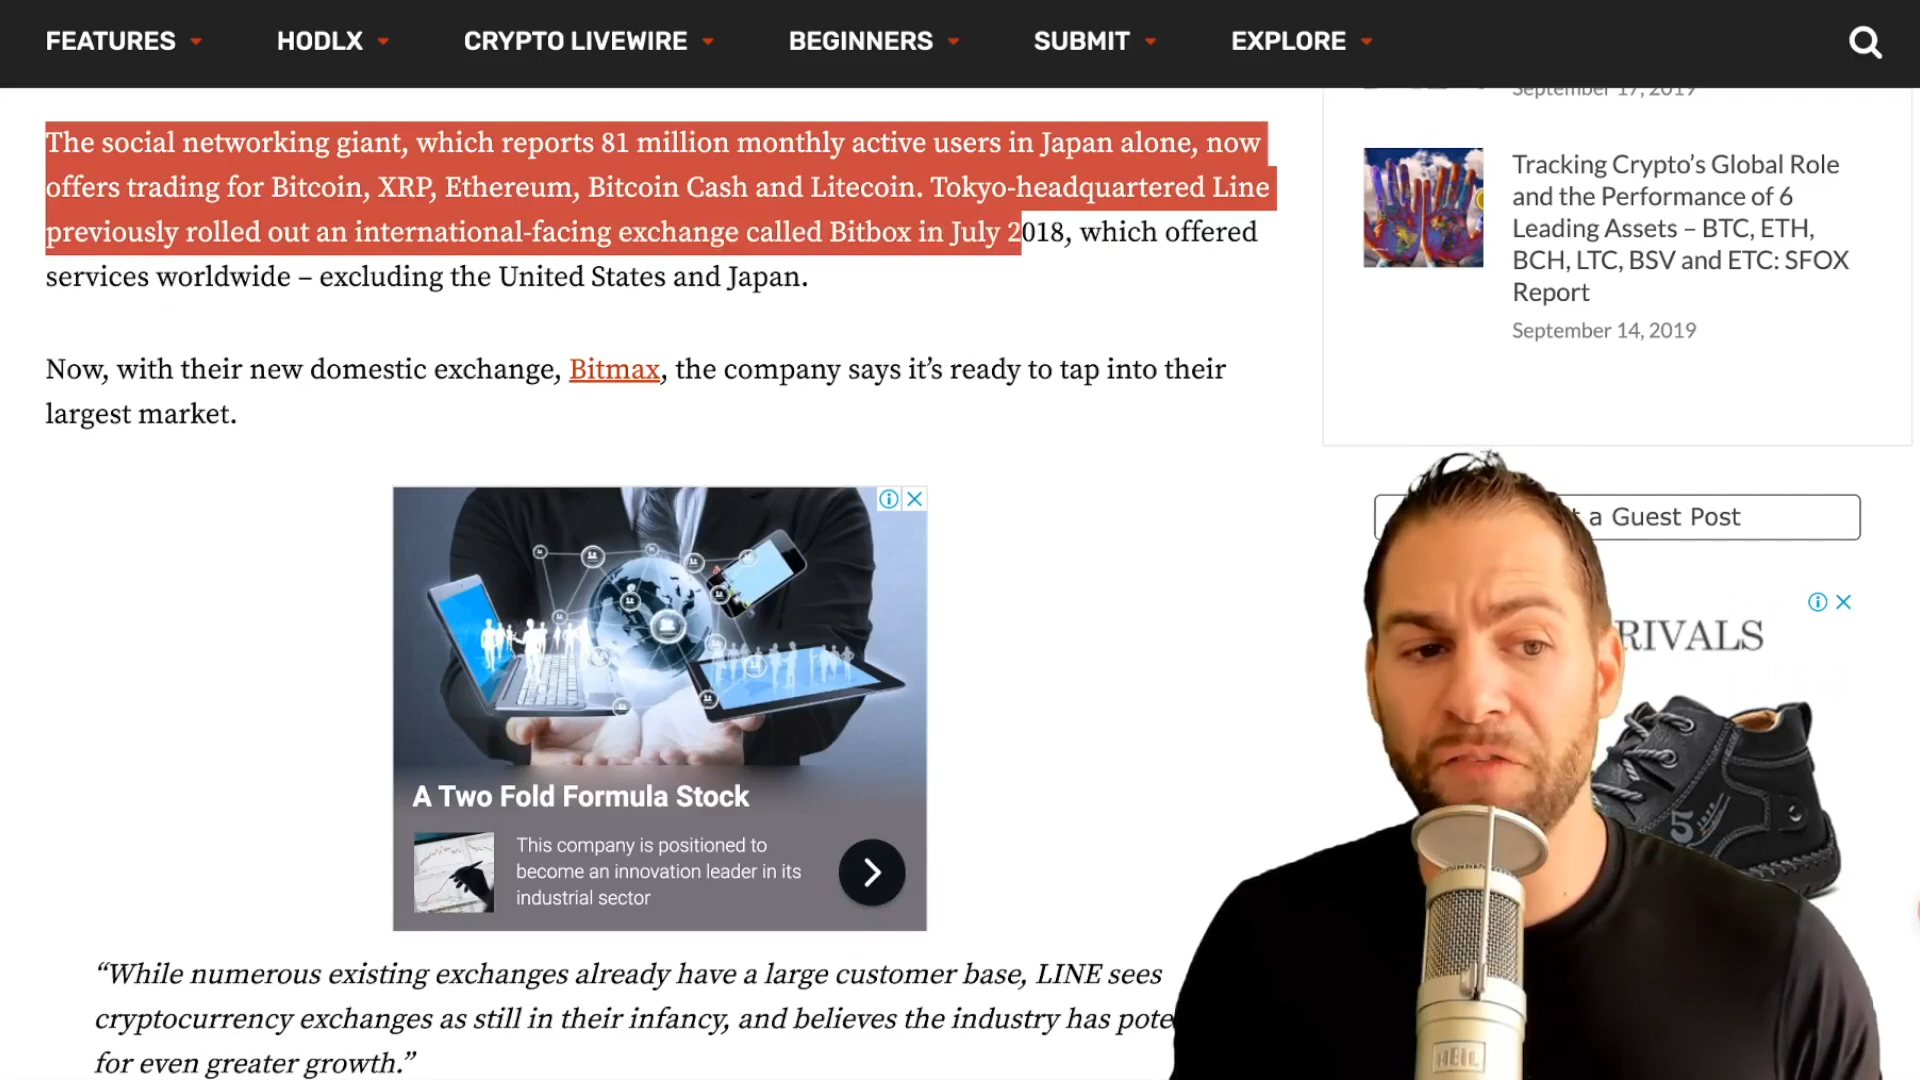 FEATURES
HODLX
CRYPTO LIVEWIRE
BEGINNERS
SUBMIT
EXPLORE
The social networking giant, which reports 81 million monthly active users in Japan alone, now
offers trading for Bitcoin, XRP, Ethereum, Bitcoin Cash and Litecoin. Tokyo-headquartered Line
previously rolled out an international-facing exchange called Bitbox in July 2018, which offered
services worldwide – excluding the United States and Japan.
Now, with their new domestic exchange, Bitmax, the company says it’s ready to tap into their
largest market.
A Two Fold Formula Stock
This company is positioned to
become an innovation leader in its
industrial sector
“While numerous existing exchanges already have a large customer base, LINE sees
cryptocurrency exchanges as still in their infancy, and believes the industry has pote
for even greater growth.”
September 17, 2019
Tracking Crypto’s Global Role
and the Performance of 6
Leading Assets – BTC, ETH,
BCH, LTC, BSV and ETC: SFOX
Report
September 14, 2019
t a Guest Post
RIVALS